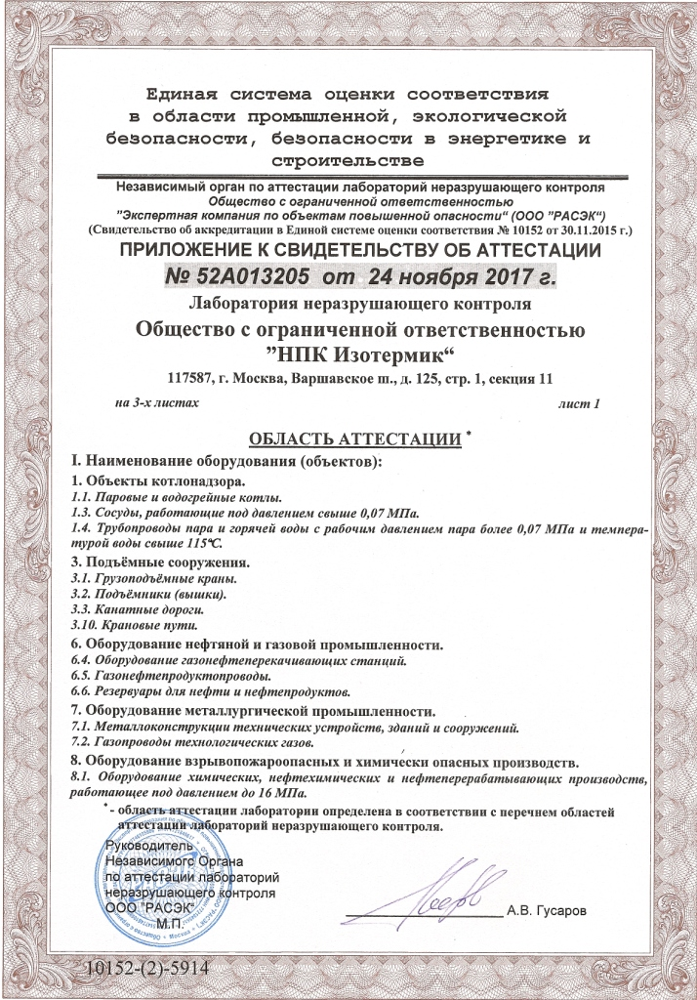 Единая система оценки соответствия
в области промышленной, экологической
безопасности, безопасности в энергетике и
строительстве
Независимый орган по аттестации лабораторий неразрушающего контроля
Общество с ограниченной ответственностью
"Экспертная компания по объектам повышенной опасности“ (ООО "РАСЭК“)
(Свидетельство об аккредитации в Единой системе оценки соответствия № 10152 от 30.11.2015 г.)
ПРИЛОЖЕНИЕ К СВИДЕТЕЛЬСТВУ ОБ АТТЕСТАЦИИ
№ 52А013205 от 24 ноября 2017 г.
Лаборатория неразрушающего контроля
Общество с ограниченной ответственностью
”НПК Изотермик“
117587, г. Москва, Варшавское ш., д. 125, стр. 1, секция 11
на 3-х листах лист 1
ОБЛАСТЬ АТТЕСТАЦИИ *
I. Наименование оборудования (объектов):
1. Объекты котлонадзора.
1.1. Паровые и водогрейные котлы.
1.3. Сосуды, работающие под давлением свыше 0,07 МПа.
1.4. Трубопроводы пара и горячей воды с рабочим давлением пара более 0,07 МПа и темпера-
турой воды свыше 115°С.
3. Подъёмные сооружения.
3.1. Грузоподъёмные краны.
3.2. Подъёмники (вышки).
3.3. Канатные дороги.
3.10. Крановые пути.
6. Оборудование нефтяной и газовой промышленности.
6.4. Оборудование газонефтеперекачивающих станций.
6.5. Газонефтепродуктопроводы.
6.6. Резервуары для нефти и нефтепродуктов.
7. Оборудование металлургической промышленности.
7.1. Металлоконструкции технических устройств, зданий и сооружений.
7.2. Газопроводы технологических газов.
8. Оборудование взрывопожароопасных и химически опасных производств.
8.1. Оборудование химических, нефтехимических и нефтеперерабатывающих производств,
работающее под давлением до 16 МПа.
* - область аттестации лаборатории определена в соответствии с перечнем областей
аттестации лабораторий неразрушающего контроля.
Руководитель
Независимого Органа
по аттестации лабораторий
неразрушающего контроля
ООО "РАСЭК"
М.П.
А.В. Гусаров
10152-(2)-5914